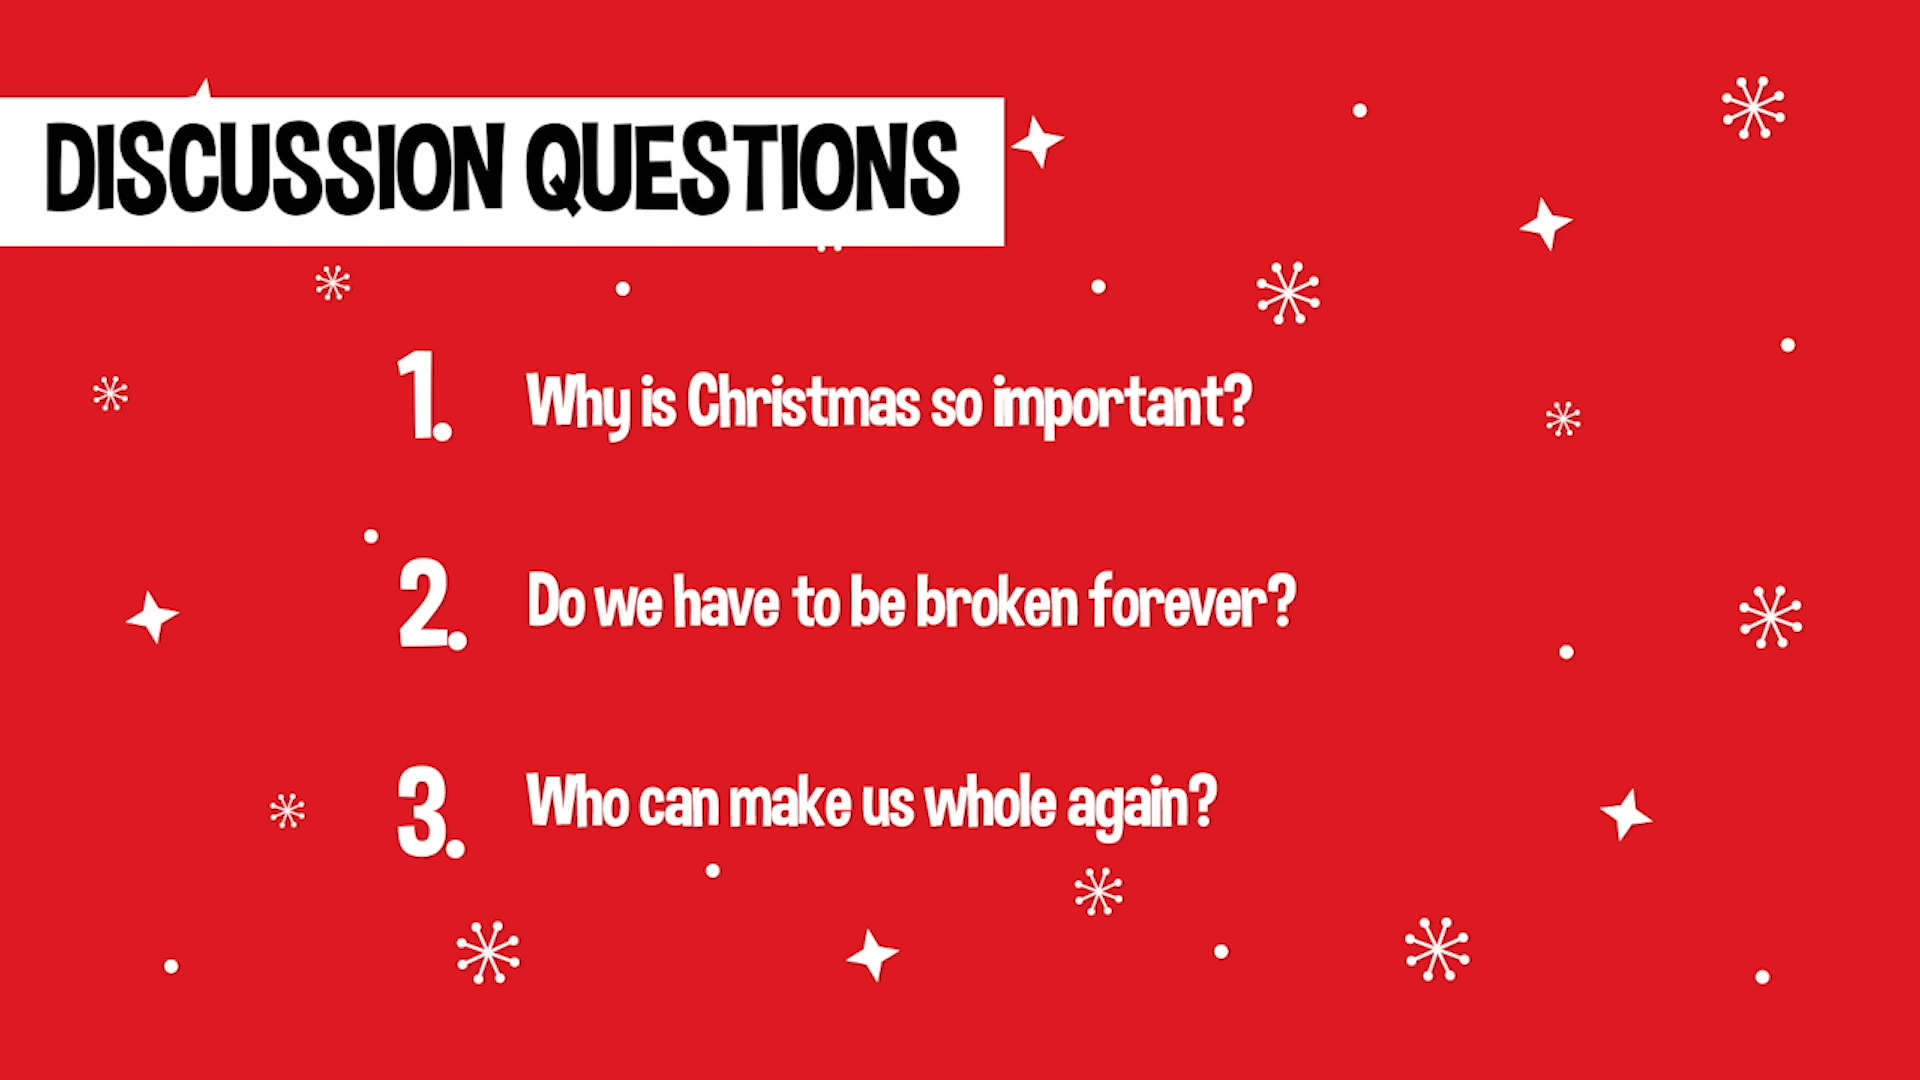 DISCUSSION QUESTIONS
1. Why is Christmas so important?
2. Do we have to be broken forever?
3. Who can make us whole again?